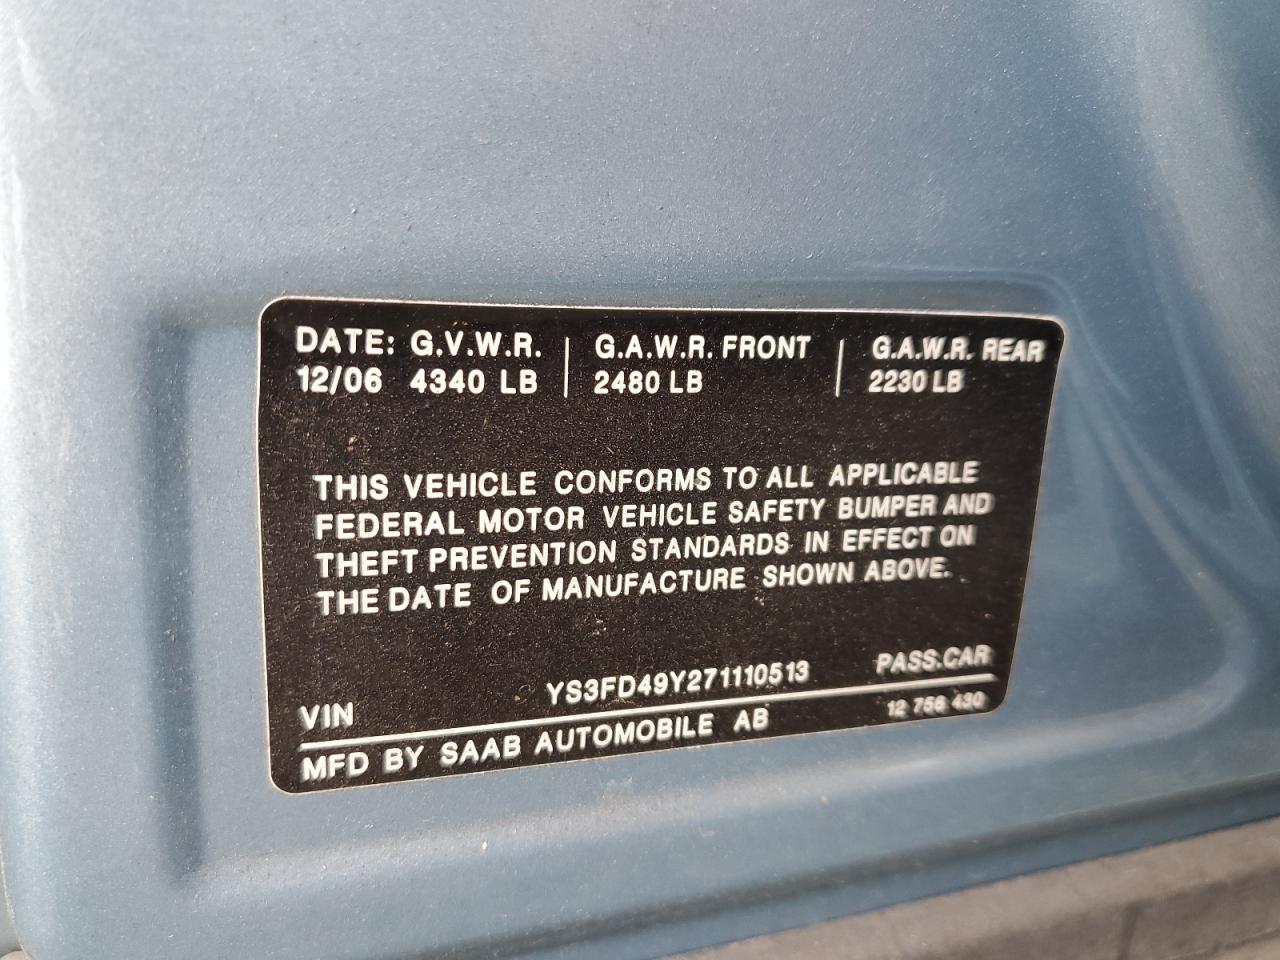 DATE: G.V.W.R. | G.A.W.R. FRONT | G.A.W.R. REAR
12/06 4340 LB | 2480 LB | 2230 LB
THIS VEHICLE CONFORMS TO ALL APPLICABLE
FEDERAL MOTOR VEHICLE SAFETY BUMPER AND
THEFT PREVENTION STANDARDS IN EFFECT ON
THE DATE OF MANUFACTURE SHOWN ABOVE.
VIN YS3FD49Y271110513 PASS.CAR
MFD BY SAAB AUTOMOBILE AB 12 756 430